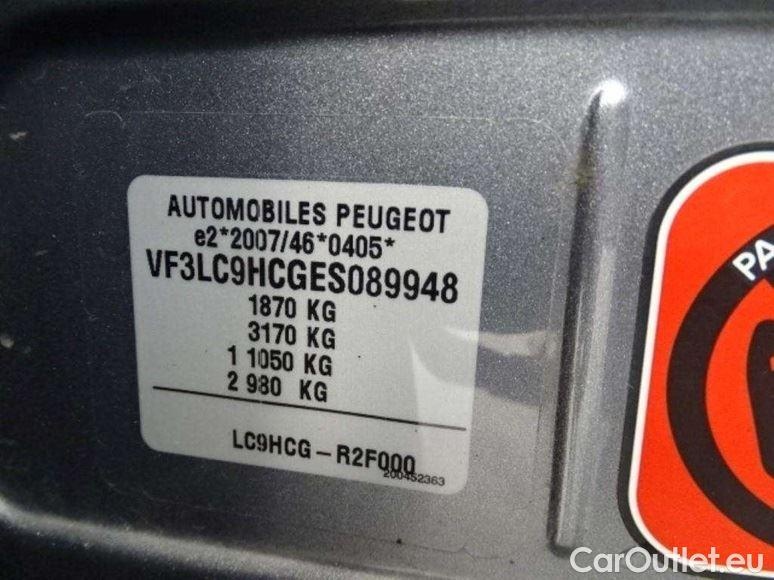 AUTOMOBILES PEUGEOT
e2*2007/46*0405*
VF3LC9HCGES089948
1870 KG
3170 KG
1 1050 KG
2 980 KG
LC9HCG – R2F000
200452363
PA
CarOutlet.eu